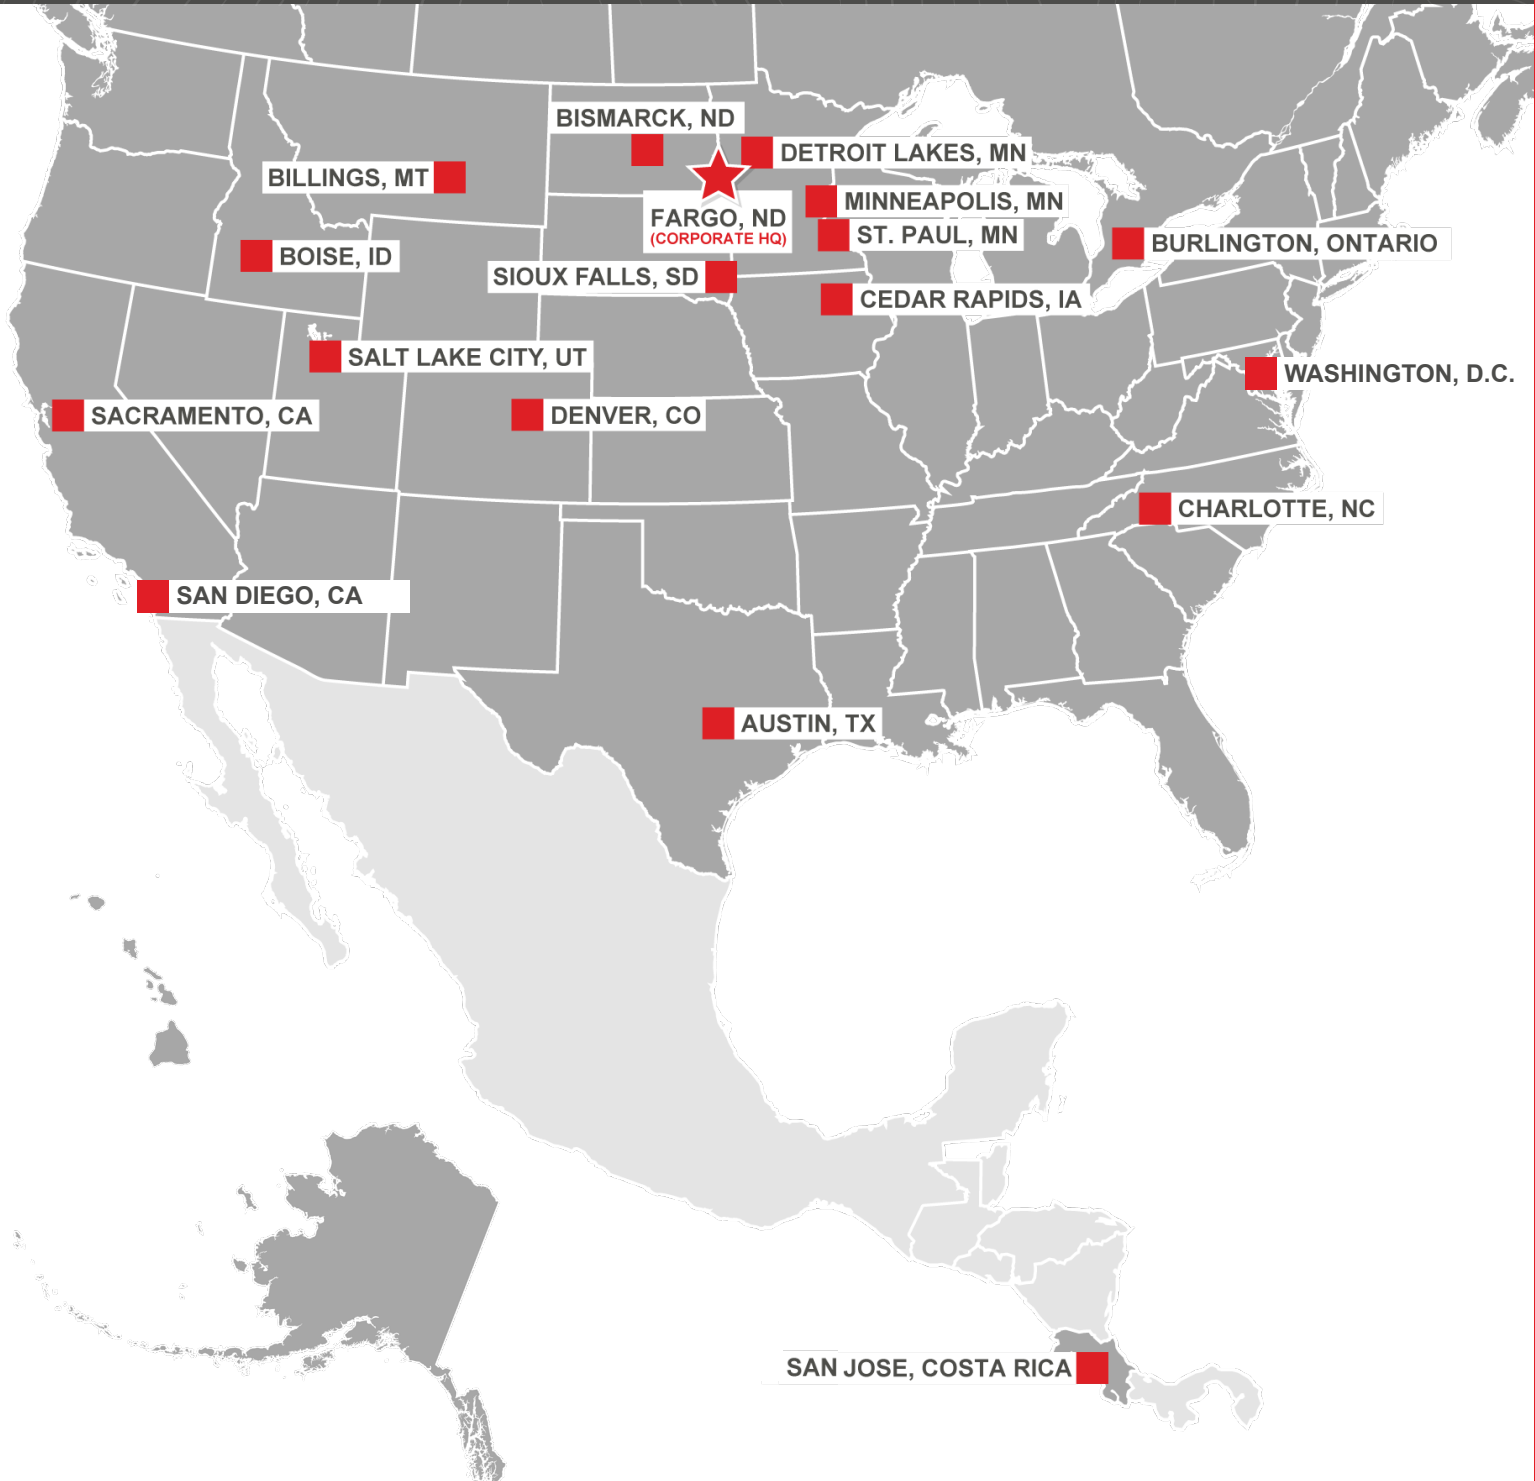 BISMARCK, ND
DETROIT LAKES, MN
BILLINGS, MT
MINNEAPOLIS, MN
FARGO, ND
(CORPORATE HQ)
ST. PAUL, MN
BURLINGTON, ONTARIO
BOISE, ID
SIOUX FALLS, SD
CEDAR RAPIDS, IA
SALT LAKE CITY, UT
WASHINGTON, D.C.
SACRAMENTO, CA
DENVER, CO
CHARLOTTE, NC
SAN DIEGO, CA
AUSTIN, TX
SAN JOSE, COSTA RICA